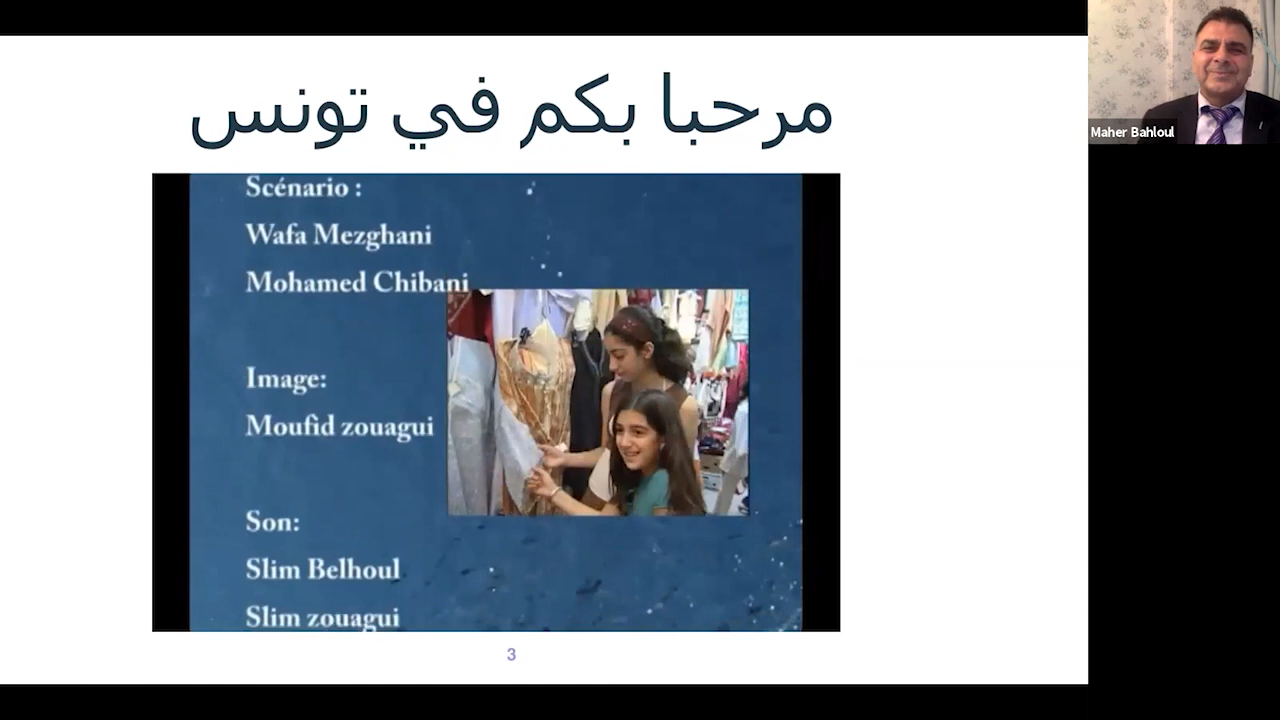 مرحبا بكم في تونس
Scénario :
Wafa Mezghani
Mohamed Chibani
Image:
Moufid zouagui
Son:
Slim Belhoul
Slim zouagui
3
Maher Bahloul